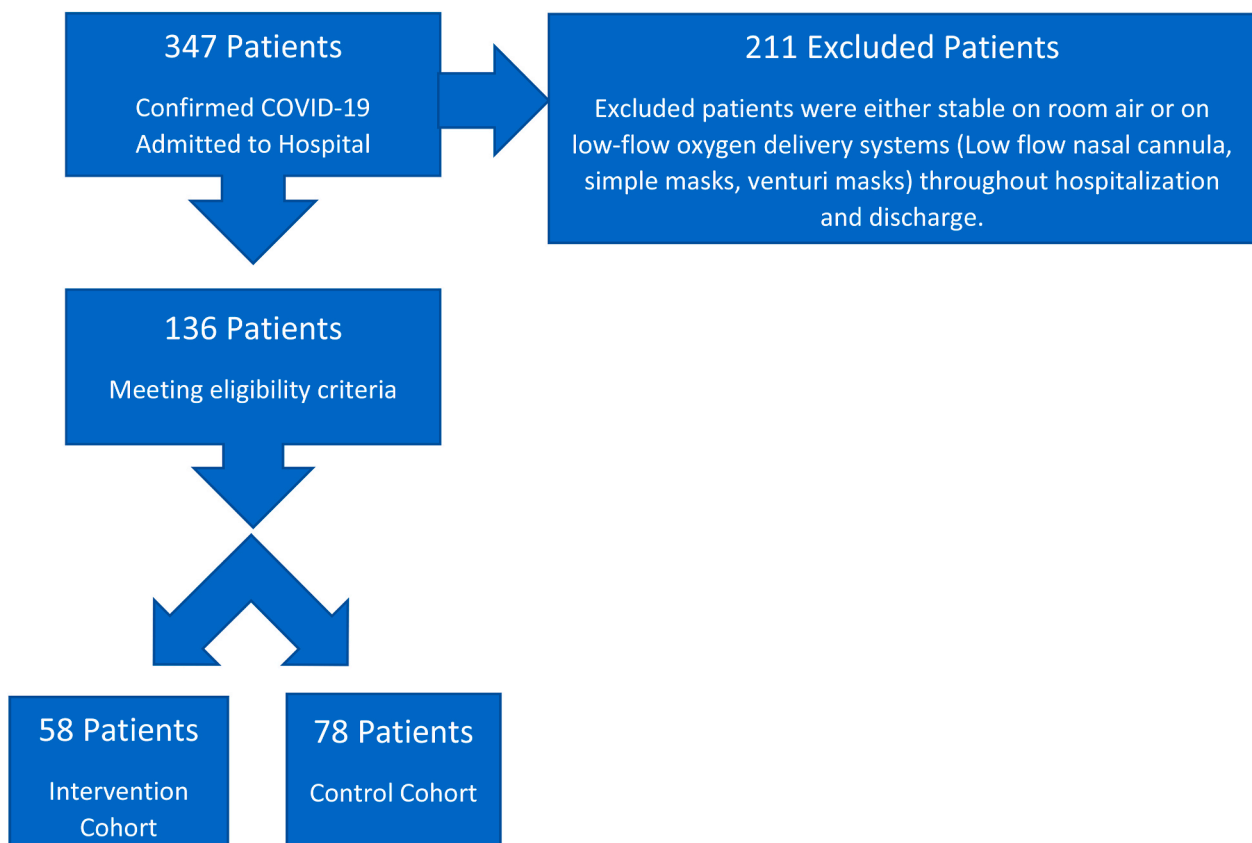 347 Patients
Confirmed COVID-19
Admitted to Hospital
211 Excluded Patients
Excluded patients were either stable on room air or on
low-flow oxygen delivery systems (Low flow nasal cannula,
simple masks, venturi masks) throughout hospitalization
and discharge.
136 Patients
Meeting eligibility criteria
58 Patients
Intervention
Cohort
78 Patients
Control Cohort